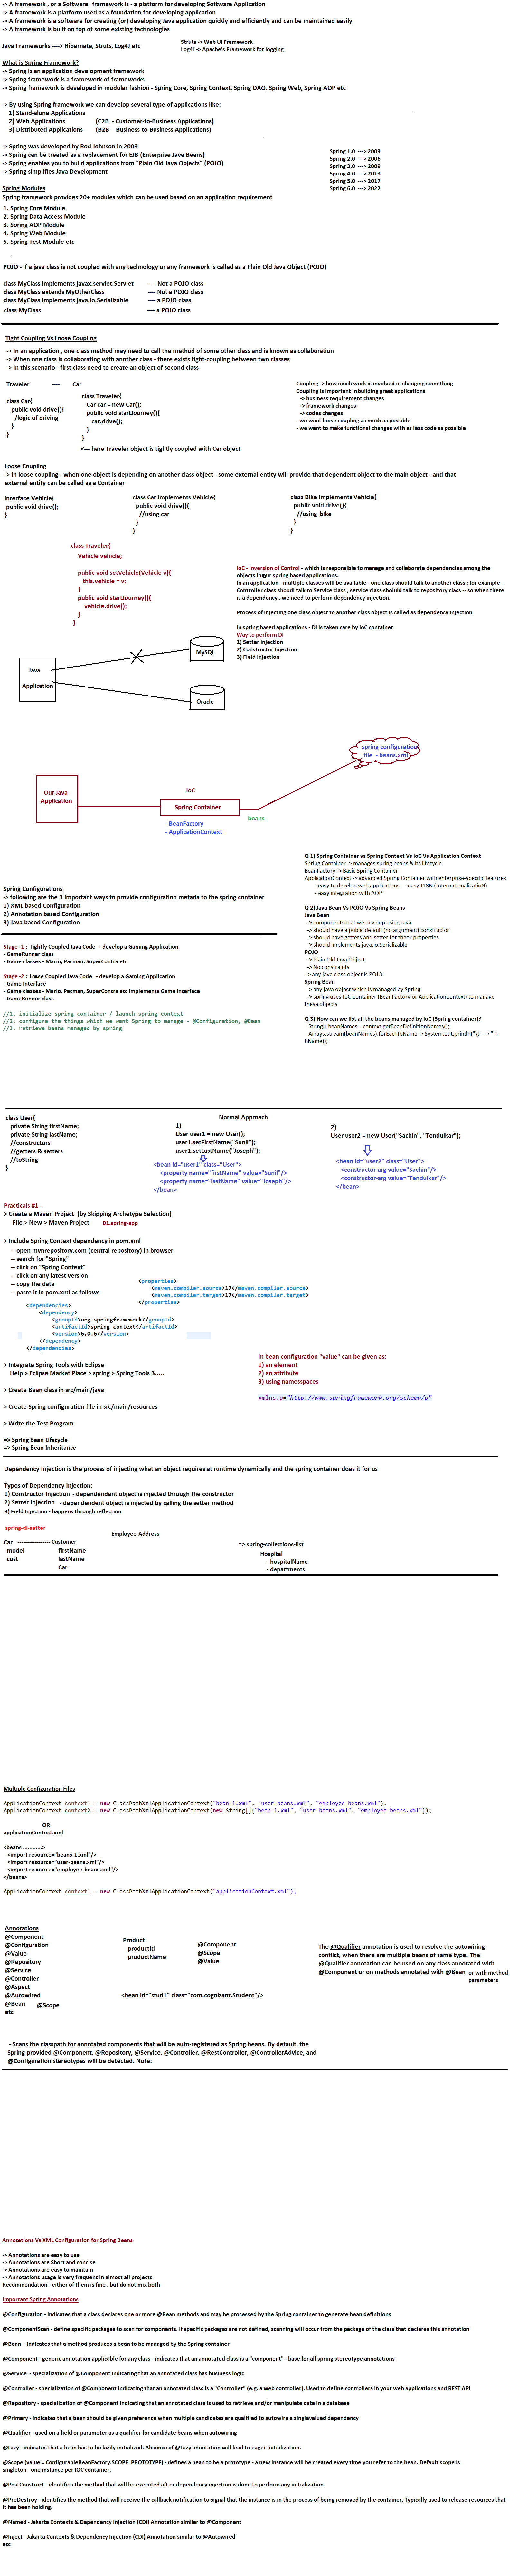 -> A framework , or a Software framework is - a platform for developing Software Application
-> A framework is a platform used as a foundation for developing application
-> A framework is a software for creating (or) developing Java application quickly and efficiently and can be maintained easily
-> A framework is built on top of some existing technologies
Java Frameworks ----> Hibernate, Struts, Log4J etc
Struts -> Web UI Framework
Log4J -> Apache's Framework for logging
What is Spring Framework?
-> Spring is an application development framework
-> Spring framework is a framework of frameworks
-> Spring framework is developed in modular fashion - Spring Core, Spring Context, Spring DAO, Spring Web, Spring AOP etc
-> By using Spring framework we can develop several type of applications like:
1) Stand-alone Applications
2) Web Applications (C2B - Customer-to-Business Applications)
3) Distributed Applications (B2B - Business-to-Business Applications)
-> Spring was developed by Rod Johnson in 2003
-> Spring can be treated as a replacement for EJB (Enterprise Java Beans)
-> Spring enables you to build applications from "Plain Old Java Objects" (POJO)
-> Spring simplifies Java Development
Spring 1.0 ---> 2003
Spring 2.0 ---> 2006
Spring 3.0 ---> 2009
Spring 4.0 ---> 2013
Spring 5.0 ---> 2017
Spring 6.0 ---> 2022
Spring Modules
Spring framework provides 20+ modules which can be used based on an application requirement
1. Spring Core Module
2. Spring Data Access Module
3. Soring AOP Module
4. Spring Web Module
5. Spring Test Module etc
POJO - if a java class is not coupled with any technology or any framework is called as a Plain Old Java Object (POJO)
class MyClass Implements javax.servlet.Servlet ---- Not a POJO class
class MyClass extends MyOtherClass ---- Not a POJO class
class MyClass Implements java.io.Serializable ---- a POJO class
class MyClass ---- a POJO class
Tight Coupling Vs Loose Coupling
-> In an application , one class method may need to call the method of some other class and is known as collaboration
-> When one class is collaborating with another class - there exists tight-coupling between two classes
-> In this scenario - first class need to create an object of second class
Traveler ---- Car
class Car{
public void drive(){
//logic of driving
}
}
class Traveler{
Car car = new Car();
public void startJourney(){
car.drive();
}
}
<--- here Traveler object is tightly coupled with Car object
Coupling -> how much work is involved in changing something
Coupling is important in building great applications
-> business requirement changes
-> framework changes
-> codes changes
- we want loose coupling as much as possible
- we want to make functional changes with as less code as possible
Loose Coupling
-> In loose coupling - when one object is depending on another class object - some external entity will provide that dependent object to the main object - and that
external entity can be called as a Container
interface Vehicle{
public void drive();
}
class Car implements Vehicle{
public void drive(){
//using car
}
}
class Bike implements Vehicle{
public void drive(){
//using bike
}
}
class Traveler{
Vehicle vehicle;
public void setVehicle(Vehicle v){
this.vehicle = v;
}
public void startJourney(){
vehicle.drive();
}
}
IoC - Inversion of Control - which is responsible to manage and collaborate dependencies among the
objects in our spring based applications.
In an application - multiple classes will be available - one class should talk to another class ; for example -
Controller class shoudl talk to Service class , service class should talk to repository class -- so when there
is a dependency , we need to perform dependency injection.
Process of injecting one class object to another class object is called as dependency injection
In spring based applications - DI is taken care by IoC container
Way to perform DI
1) Setter Injection
2) Constructor Injection
3) Field Injection
Java
Application
MySQL
Oracle
spring configuration
file - beans.xml
Our Java
Application
IoC
Spring Container
beans
- BeanFactory
- ApplicationContext
Q 1) Spring Container vs Spring Context Vs IoC Vs Application Context
Spring Container -> manages spring beans & its lifecycle
BeanFactory -> Basic Spring Container
ApplicationContext -> advanced Spring Container with enterprise-specific features
- easy to develop web applications - easy I18N (InternationalizatioN)
- easy integration with AOP
Q 2) Java Bean Vs POJO Vs Spring Beans
Java Bean
-> components that we develop using Java
-> should have a public default (no argument) constructor
-> should have getters and setter for theor properties
-> should implements java.io.Serializable
POJO
-> Plain Old Java Object
-> No constraints
-> any java class object is POJO
Spring Bean
-> any java object which is managed by Spring
-> spring uses IoC Container (BeanFactory or ApplicationContext) to manage
these objects
Q 3) How can we list all the beans managed by IoC (Spring container)?
String[] beanNames = context.getBeanDefinitionNames();
Arrays.stream(beanNames).forEach(bName -> System.out.println("\t ---> " +
bName));
Spring Configurations
-> following are the 3 important ways to provide configuration metada to the spring container
1) XML based Configuration
2) Annotation based Configuration
3) Java based Configuration
Stage -1 : Tightly Coupled Java Code - develop a Gaming Application
- GameRunner class
- Game classes - Mario, Pacman, SuperContra etc
Stage -2 : Loose Coupled Java Code - develop a Gaming Application
- Game Interface
- Game classes - Mario, Pacman, SuperContra etc implements Game interface
- GameRunner class
//1. initialize spring container / launch spring context
//2. configure the things which we want Spring to manage - @Configuration, @Bean
//3. retrieve beans managed by spring
class User{
private String firstName;
private String lastName;
//constructors
//getters & setters
//toString
}
Normal Approach
1)
User user1 = new User();
user1.setFirstName("Sunil");
user1.setLastName("Joseph");
<bean id="user1" class="User">
<property name="firstName" value="Sunil"/>
<property name="lastName" value="Joseph"/>
</bean>
2)
User user2 = new User("Sachin", "Tendulkar");
<bean id="user2" class="User">
<constructor-arg value="Sachin"/>
<constructor-arg value="Tendulkar"/>
</bean>
Practicals #1 -
> Create a Maven Project (by Skipping Archetype Selection)
File > New > Maven Project 01.spring-app
> Include Spring Context dependency in pom.xml
-- open mvnrepository.com (central repository) in browser
-- search for "Spring"
-- click on "Spring Context"
-- click on any latest version
-- copy the data
-- paste it in pom.xml as follows
<properties>
<maven.compiler.source>17</maven.compiler.source>
<maven.compiler.target>17</maven.compiler.target>
</properties>
<dependencies>
<dependency>
<groupId>org.springframework</groupId>
<artifactId>spring-context</artifactId>
<version>6.0.6</version>
</dependency>
</dependencies>
> Integrate Spring Tools with Eclipse
Help > Eclipse Market Place > spring > Spring Tools 3.....
> Create Bean class in src/main/java
> Create Spring configuration file in src/main/resources
> Write the Test Program
=> Spring Bean Lifecycle
=> Spring Bean Inheritance
In bean configuration "value" can be given as:
1) an element
2) an attribute
3) using namesspaces
xmlns:p="http://www.springframework.org/schema/p"
Dependency Injection is the process of injecting what an object requires at runtime dynamically and the spring container does it for us
Types of Dependency Injection:
1) Constructor Injection - dependendent object is injected through the constructor
2) Setter Injection - dependendent object is injected by calling the setter method
3) Field Injection - happens through reflection
spring-di-setter
Employee-Address
Car ----------------- Customer
model firstName
cost lastName
Car
=> spring-collections-list
Hospital
- hospitalName
- departments
Multiple Configuration Files
ApplicationContext context1 = new ClassPathXmlApplicationContext("bean-1.xml", "user-beans.xml", "employee-beans.xml");
ApplicationContext context2 = new ClassPathXmlApplicationContext(new String[]{"bean-1.xml", "user-beans.xml", "employee-beans.xml"});
OR
applicationContext.xml
<beans ............>
<import resource="beans-1.xml"/>
<import resource="user-beans.xml"/>
<import resource="employee-beans.xml"/>
</beans>
ApplicationContext context1 = new ClassPathXmlApplicationContext("applicationContext.xml");
Annotations
@Component
@Configuration
@Value
@Repository
@Service
@Controller
@Aspect
@Autowired
@Bean @Scope
etc
Product
productId
productName
@Component
@Scope
@Value
<bean id="stud1" class="com.cognizant.Student"/>
The @Qualifier annotation is used to resolve the autowiring
conflict, when there are multiple beans of same type. The
@Qualifier annotation can be used on any class annotated with
@Component or on methods annotated with @Bean or with method
parameters
- Scans the classpath for annotated components that will be auto-registered as Spring beans. By default, the
Spring-provided @Component, @Repository, @Service, @Controller, @RestController, @ControllerAdvice, and
@Configuration stereotypes will be detected. Note:
Annotations Vs XML Configuration for Spring Beans
-> Annotations are easy to use
-> Annotations are Short and concise
-> Annotations are easy to maintain
-> Annotations usage is very frequent in almost all projects
Recommendation - either of them is fine , but do not mix both
Important Spring Annotations
@Configuration - indicates that a class declares one or more @Bean methods and may be processed by the Spring container to generate bean definitions
@ComponentScan - define specific packages to scan for components. If specific packages are not defined, scanning will occur from the package of the class that declares this annotation
@Bean - indicates that a method produces a bean to be managed by the Spring container
@Component - generic annotation applicable for any class - indicates that an annotated class is a "component" - base for all spring stereotype annotations
@Service - specialization of @Component indicating that an annotated class has business logic
@Controller - specialization of @Component indicating that an annotated class is a "Cotroller" (e.g. a web controller). Used to define controllers in your web applications and REST API
@Repository - specialization of @Component indicating that an annotated class is used to retrieve and/or manipulate data in a database
@Primary - indicates that a bean should be given preference when multiple candidates are qualified to autowire a singlevalued dependency
@Qualifier - used on a field or parameter as a qualifier for candidate beans when autowiring
@Lazy - indicates that a bean has to be lazily initialized. Absence of @Lazy annotation will lead to eager initialization.
@Scope (value = ConfigurableBeanFactory.SCOPE_PROTOTYPE) - defines a bean to be a prototype - a new instance will be created every time you refer to the bean. Default scope is
singleton - one instance per IOC container.
@PostConstruct - identifies the method that will be executed aft er dependency injection is done to perform any initialization
@PreDestroy - identifies the method that will receive the callback notification to signal that the instance is in the process of being removed by the container. Typically used to release resources that
it has been holding.
@Named - Jakarta Contexts & Dependency Injection (CDI) Annotation similar to @Component
@Inject - Jakarta Contexts & Dependency Injection (CDI) Annotation similar to @Autowired
etc